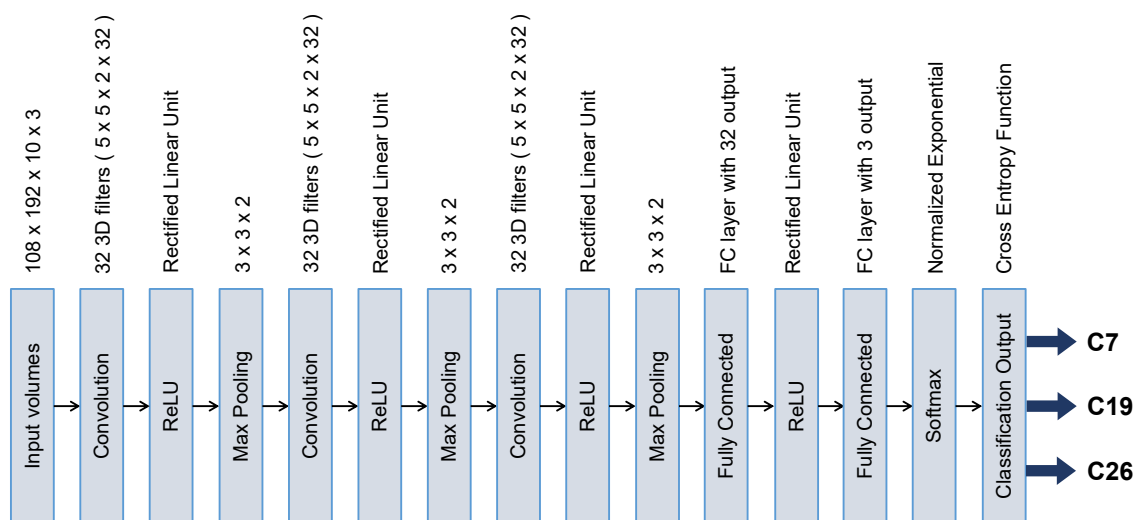 108 x 192 x 10 x 3
32 3D filters ( 5 x 5 x 2 x 32 )
Rectified Linear Unit
3 x 3 x 2
32 3D filters ( 5 x 5 x 2 x 32 )
Rectified Linear Unit
3 x 3 x 2
32 3D filters ( 5 x 5 x 2 x 32 )
Rectified Linear Unit
3 x 3 x 2
FC layer with 32 output
Rectified Linear Unit
FC layer with 3 output
Normalized Exponential
Cross Entropy Function
Input volumes
Convolution
ReLU
Max Pooling
Convolution
ReLU
Max Pooling
Convolution
ReLU
Max Pooling
Fully Connected
ReLU
Fully Connected
Softmax
Classification Output
C7
C19
C26